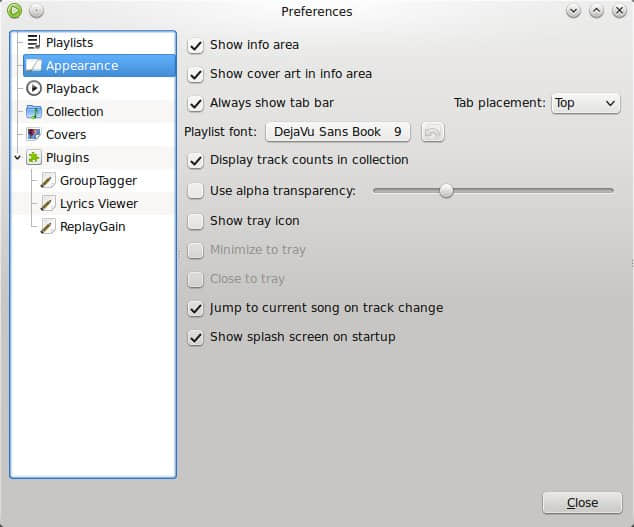 Preferences
Playlists
Appearance
Playback
Collection
Covers
Plugins
GroupTagger
Lyrics Viewer
ReplayGain
Show info area
Show cover art in info area
Always show tab bar Tab placement: Top
Playlist font: DejaVu Sans Book 9
Display track counts in collection
Use alpha transparency:
Show tray icon
Minimize to tray
Close to tray
Jump to current song on track change
Show splash screen on startup
Close